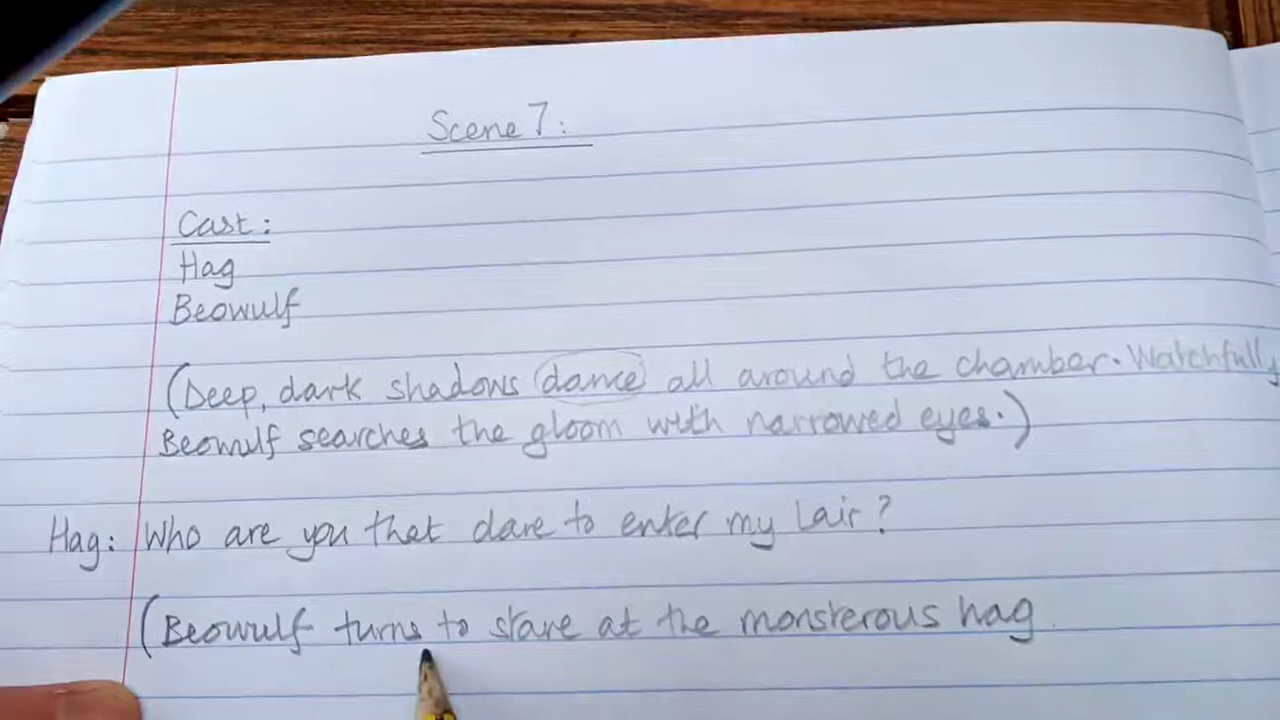 Scene 7:
Cast:
Hag
Beowulf
(Deep, dark shadows dance all around the chamber. Watchfully
Beowulf searches the gloom with narrowed eyes.)
Hag: Who are you that dare to enter my lair?
(Beowulf turns to stare at the monsterous hag.